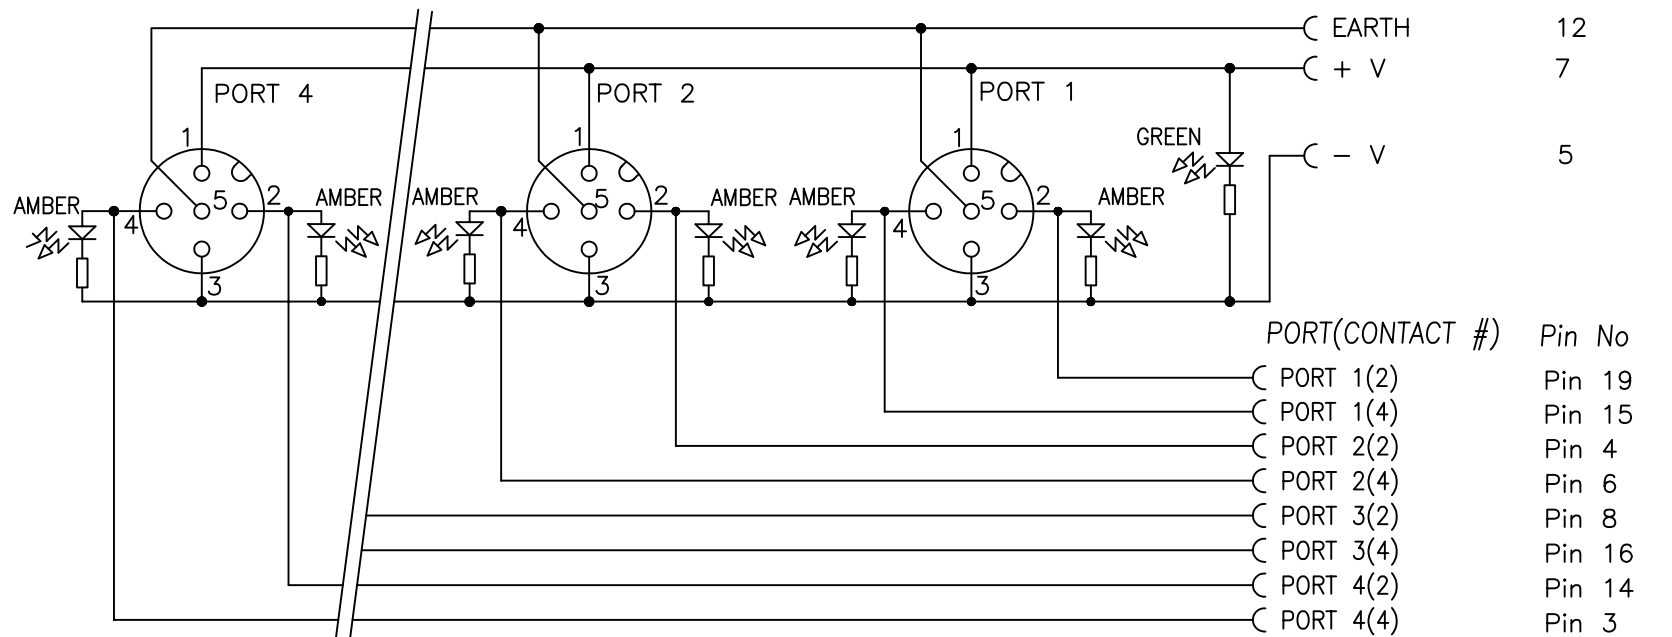 EARTH 12
+ V 7
PORT 4 PORT 2 PORT 1
GREEN
- V 5
1 1 1
AMBER 4 5 2 AMBER AMBER 4 5 2 AMBER AMBER 4 5 2 AMBER
3 3 3
PORT(CONTACT #) Pin No
PORT 1(2) Pin 19
PORT 1(4) Pin 15
PORT 2(2) Pin 4
PORT 2(4) Pin 6
PORT 3(2) Pin 8
PORT 3(4) Pin 16
PORT 4(2) Pin 14
PORT 4(4) Pin 3